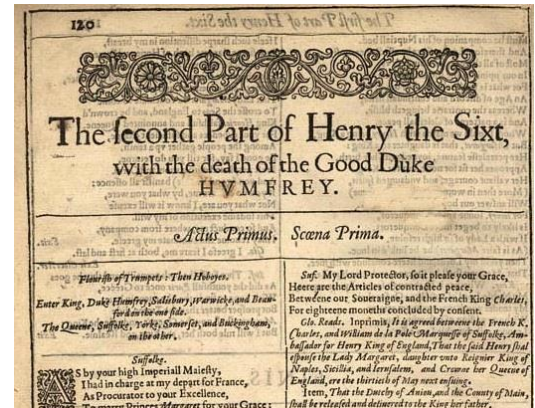 120
The ſecond Part of Henry the Sixt,
with the death of the Good Duke
HVMFREY.
Actus Primus. Scœna Prima.
Flouriſh of Trumpets: Then Hoboyes.
Enter King, Duke Humfrey, Salisbury, Warwicke, and Beau-
ford on the one ſide.
The Queene, Suffolke, Yorke, Somerſet, and Buckingham,
on the other.
Suffolke.
AS by your high Imperiall Maieſty,
I had in charge at my depart for France,
As Procurator to your Excellence,
To marry Princes Margaret for your Grace;
Suf. My Lord Protector, ſo it pleaſe your Grace,
Heere are the Articles of contracted peace,
Betweene our Soueraigne, and the French King Charles,
For eighteene moneths concluded by conſent.
Glo. Reads. Inprimis, It is agreed betweene the French K.
Charles, and William de la Pole Marqueſſe of Suffolke, Am-
baſſador for Henry King of England, That the ſaid Henry ſhal
eſpouſe the Lady Margaret, daughter vnto Reignier King of
Naples, Sicillia, and Ieruſalem, and Crowne her Queene of
England, ere the thirtieth of May next enſuing.
Item, That the Dutchy of Anieu, and the County of Main,
ſhall be releaſed and deliuered to the King her father,